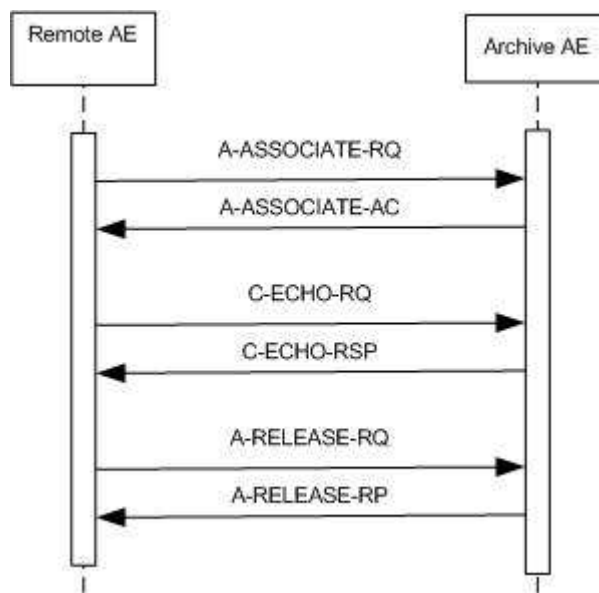 Remote AE
Archive AE
A-ASSOCIATE-RQ
A-ASSOCIATE-AC
C-ECHO-RQ
C-ECHO-RSP
A-RELEASE-RQ
A-RELEASE-RP